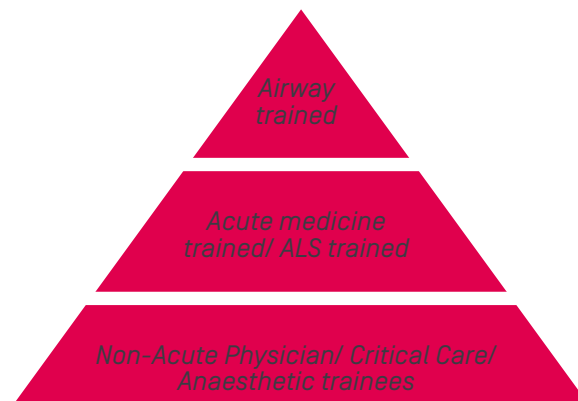 Airway
trained
Acute medicine
trained/ ALS trained
Non-Acute Physician/ Critical Care/
Anaesthetic trainees